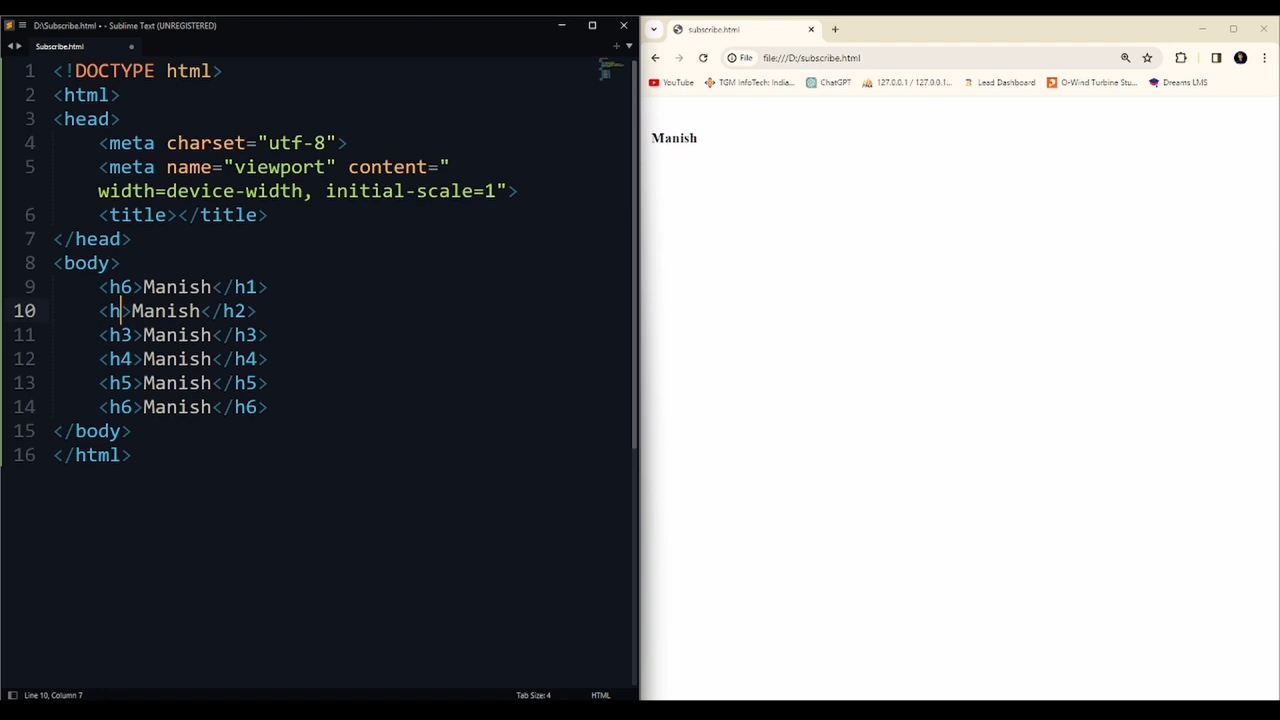 D:\Subscribe.html • - Sublime Text (UNREGISTERED)
Subscribe.html
1 <!DOCTYPE html>
2 <html>
3 <head>
4 <meta charset="utf-8">
5 <meta name="viewport" content="
width=device-width, initial-scale=1">
6 <title></title>
7 </head>
8 <body>
9 <h6>Manish</h1>
10 <h>Manish</h2>
11 <h3>Manish</h3>
12 <h4>Manish</h4>
13 <h5>Manish</h5>
14 <h6>Manish</h6>
15 </body>
16 </html>
Line 10, Column 7
Tab Size: 4
HTML
subscribe.html
File file:///D:/subscribe.html
YouTube TGM InfoTech: India... ChatGPT 127.0.0.1 / 127.0.0.1... Lead Dashboard O-Wind Turbine Stu... Dreams LMS
Manish